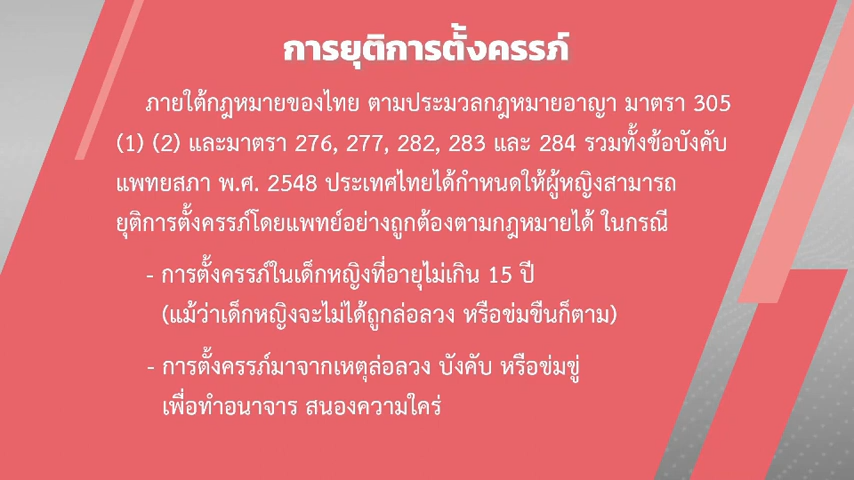 การยุติการตั้งครรภ์
ภายใต้กฎหมายของไทย ตามประมวลกฎหมายอาญา มาตรา 305
(1) (2) และมาตรา 276, 277, 282, 283 และ 284 รวมทั้งข้อบังคับ
แพทยสภา พ.ศ. 2548 ประเทศไทยได้กำหนดให้ผู้หญิงสามารถ
ยุติการตั้งครรภ์โดยแพทย์อย่างถูกต้องตามกฎหมายได้ ในกรณี
- การตั้งครรภ์ในเด็กหญิงที่อายุไม่เกิน 15 ปี
(แม้ว่าเด็กหญิงจะไม่ได้ถูกล่อลวง หรือข่มขืนก็ตาม)
- การตั้งครรภ์มาจากเหตุล่อลวง บังคับ หรือข่มขู่
เพื่อทำอนาจาร สนองความใคร่